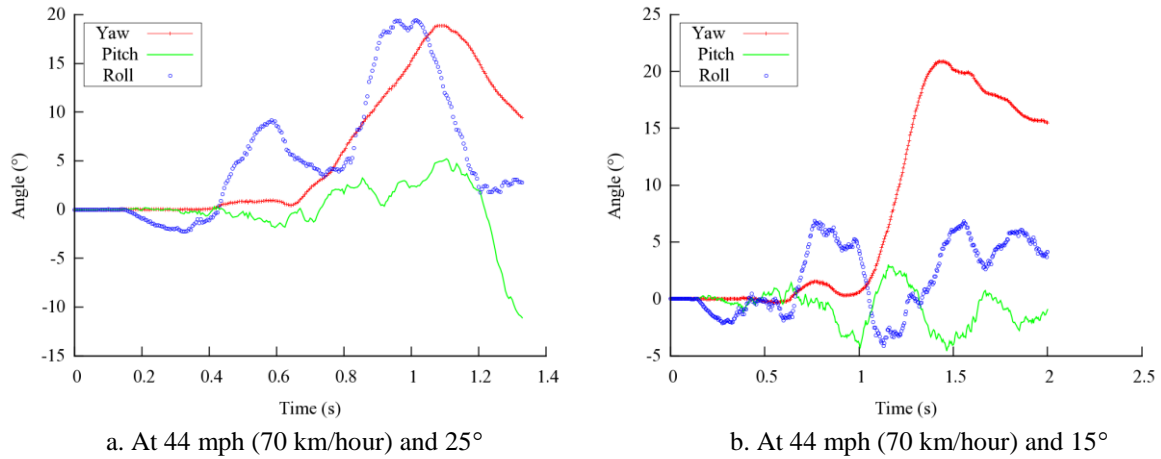 20
15
10
5
0
-5
-10
-15
Angle (°)
Yaw
Pitch
Roll
0 0.2 0.4 0.6 0.8 1 1.2 1.4
Time (s)
a. At 44 mph (70 km/hour) and 25°
25
20
15
10
5
0
-5
Angle (°)
Yaw
Pitch
Roll
0 0.5 1 1.5 2 2.5
Time (s)
b. At 44 mph (70 km/hour) and 15°